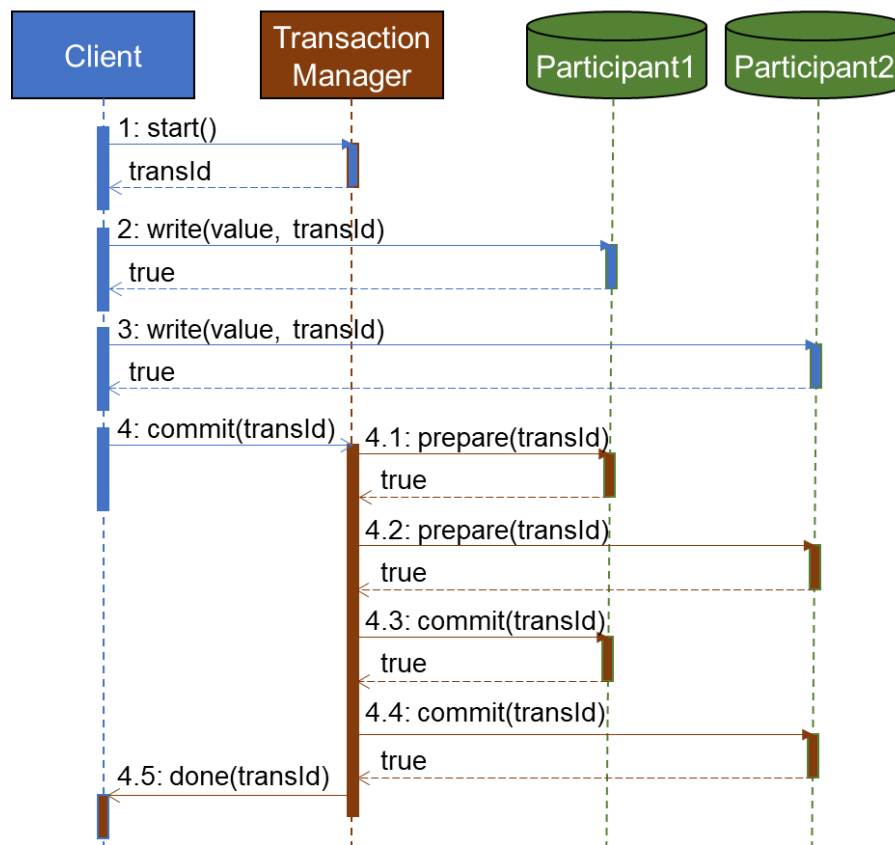 Client
Transaction
Manager
Participant1
Participant2
1: start()
transId
2: write(value, transId)
true
3: write(value, transId)
true
4: commit(transId)
4.1: prepare(transId)
true
4.2: prepare(transId)
true
4.3: commit(transId)
true
4.4: commit(transId)
true
4.5: done(transId)